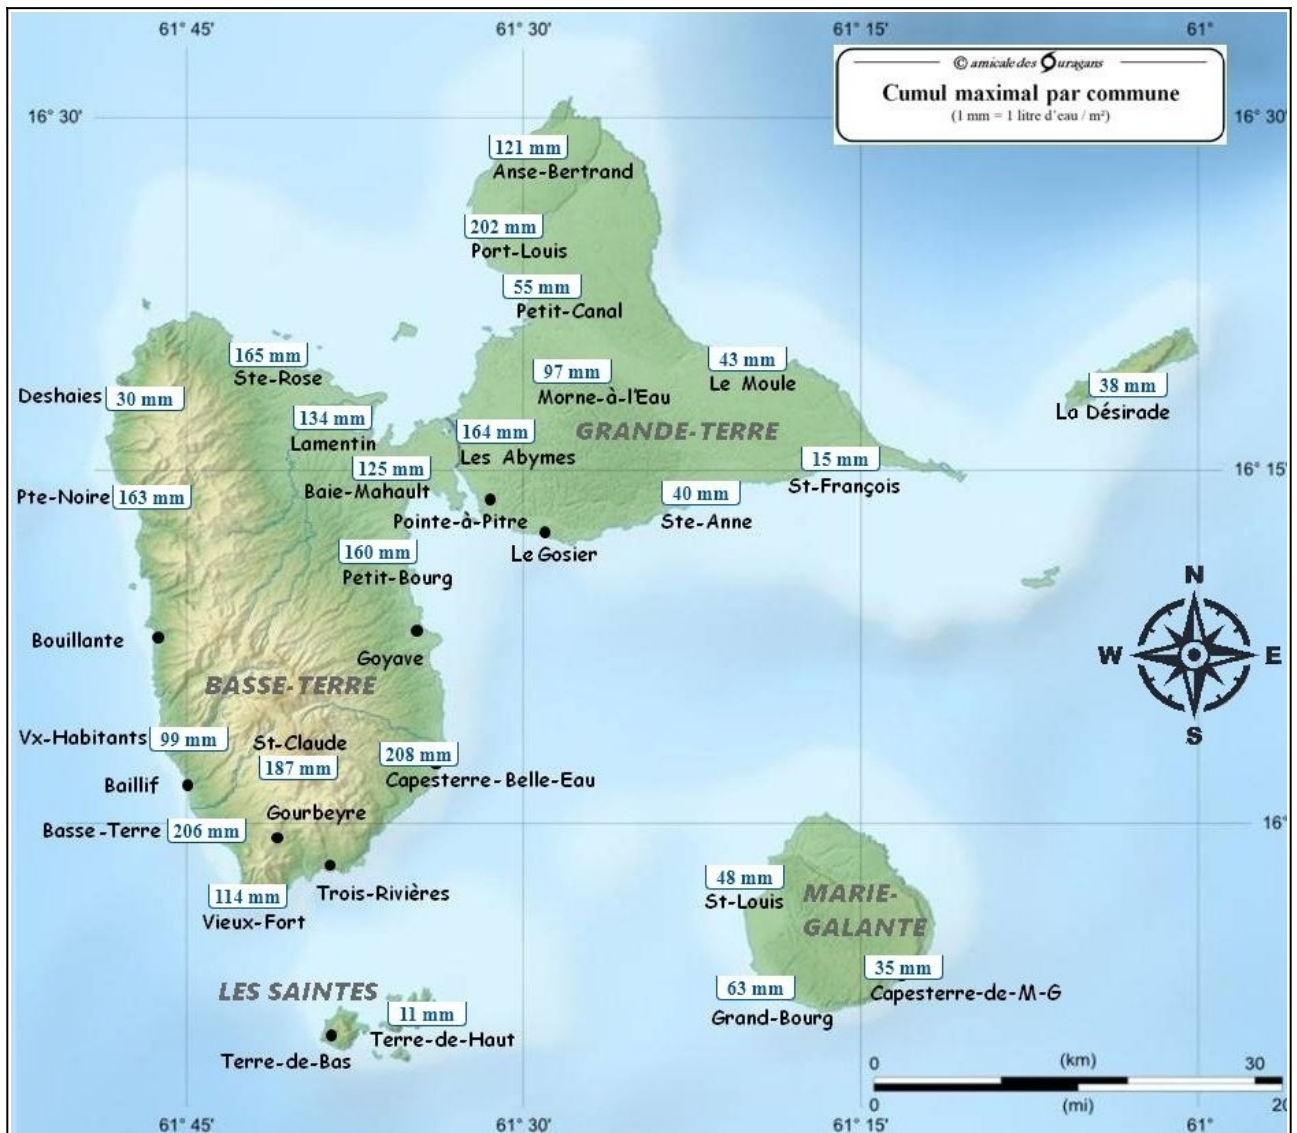 61° 45'
61° 30'
61° 15'
61°
© amicale des Ouragans
Cumul maximal par commune
(1 mm = 1 litre d'eau / m²)
16° 30'
16° 30'
121 mm
Anse-Bertrand
202 mm
Port-Louis
55 mm
Petit-Canal
165 mm
Ste-Rose
97 mm
Morne-à-l'Eau
43 mm
Le Moule
38 mm
La Désirade
Deshaies
30 mm
134 mm
Lamentin
164 mm
Les Abymes
GRANDE-TERRE
125 mm
Baie-Mahault
15 mm
St-François
16° 15'
Pte-Noire
163 mm
40 mm
Ste-Anne
Pointe-à-Pitre
Le Gosier
160 mm
Petit-Bourg
N
W
E
S
Bouillante
Goyave
BASSE-TERRE
Vx-Habitants
99 mm
St-Claude
187 mm
208 mm
Capesterre-Belle-Eau
Baillif
Gourbeyre
Basse-Terre
206 mm
16°
Trois-Rivières
114 mm
Vieux-Fort
48 mm
St-Louis
MARIE-
GALANTE
35 mm
Capesterre-de-M-G
63 mm
Grand-Bourg
LES SAINTES
11 mm
Terre-de-Haut
Terre-de-Bas
0
(km)
30
0
(mi)
20
61° 45'
61° 30'
61° 15'
61°